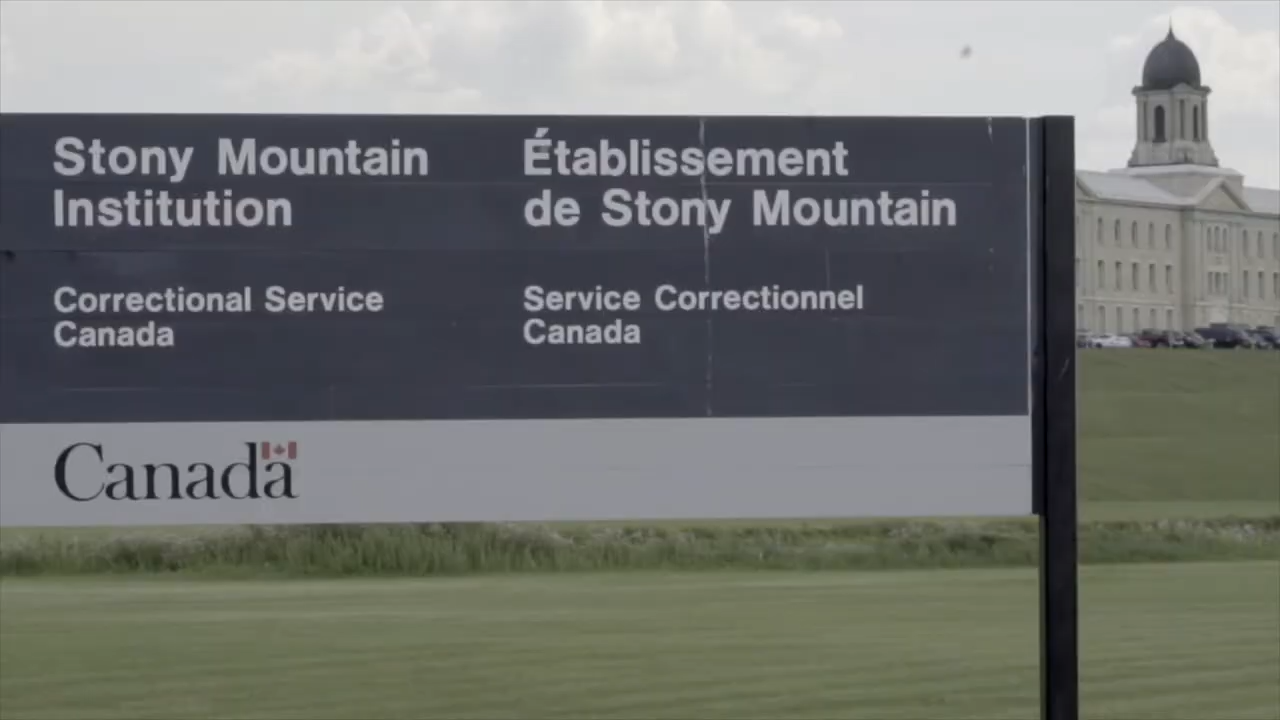 Stony Mountain
Institution
Correctional Service
Canada
Établissement
de Stony Mountain
Service Correctionnel
Canada
Canada